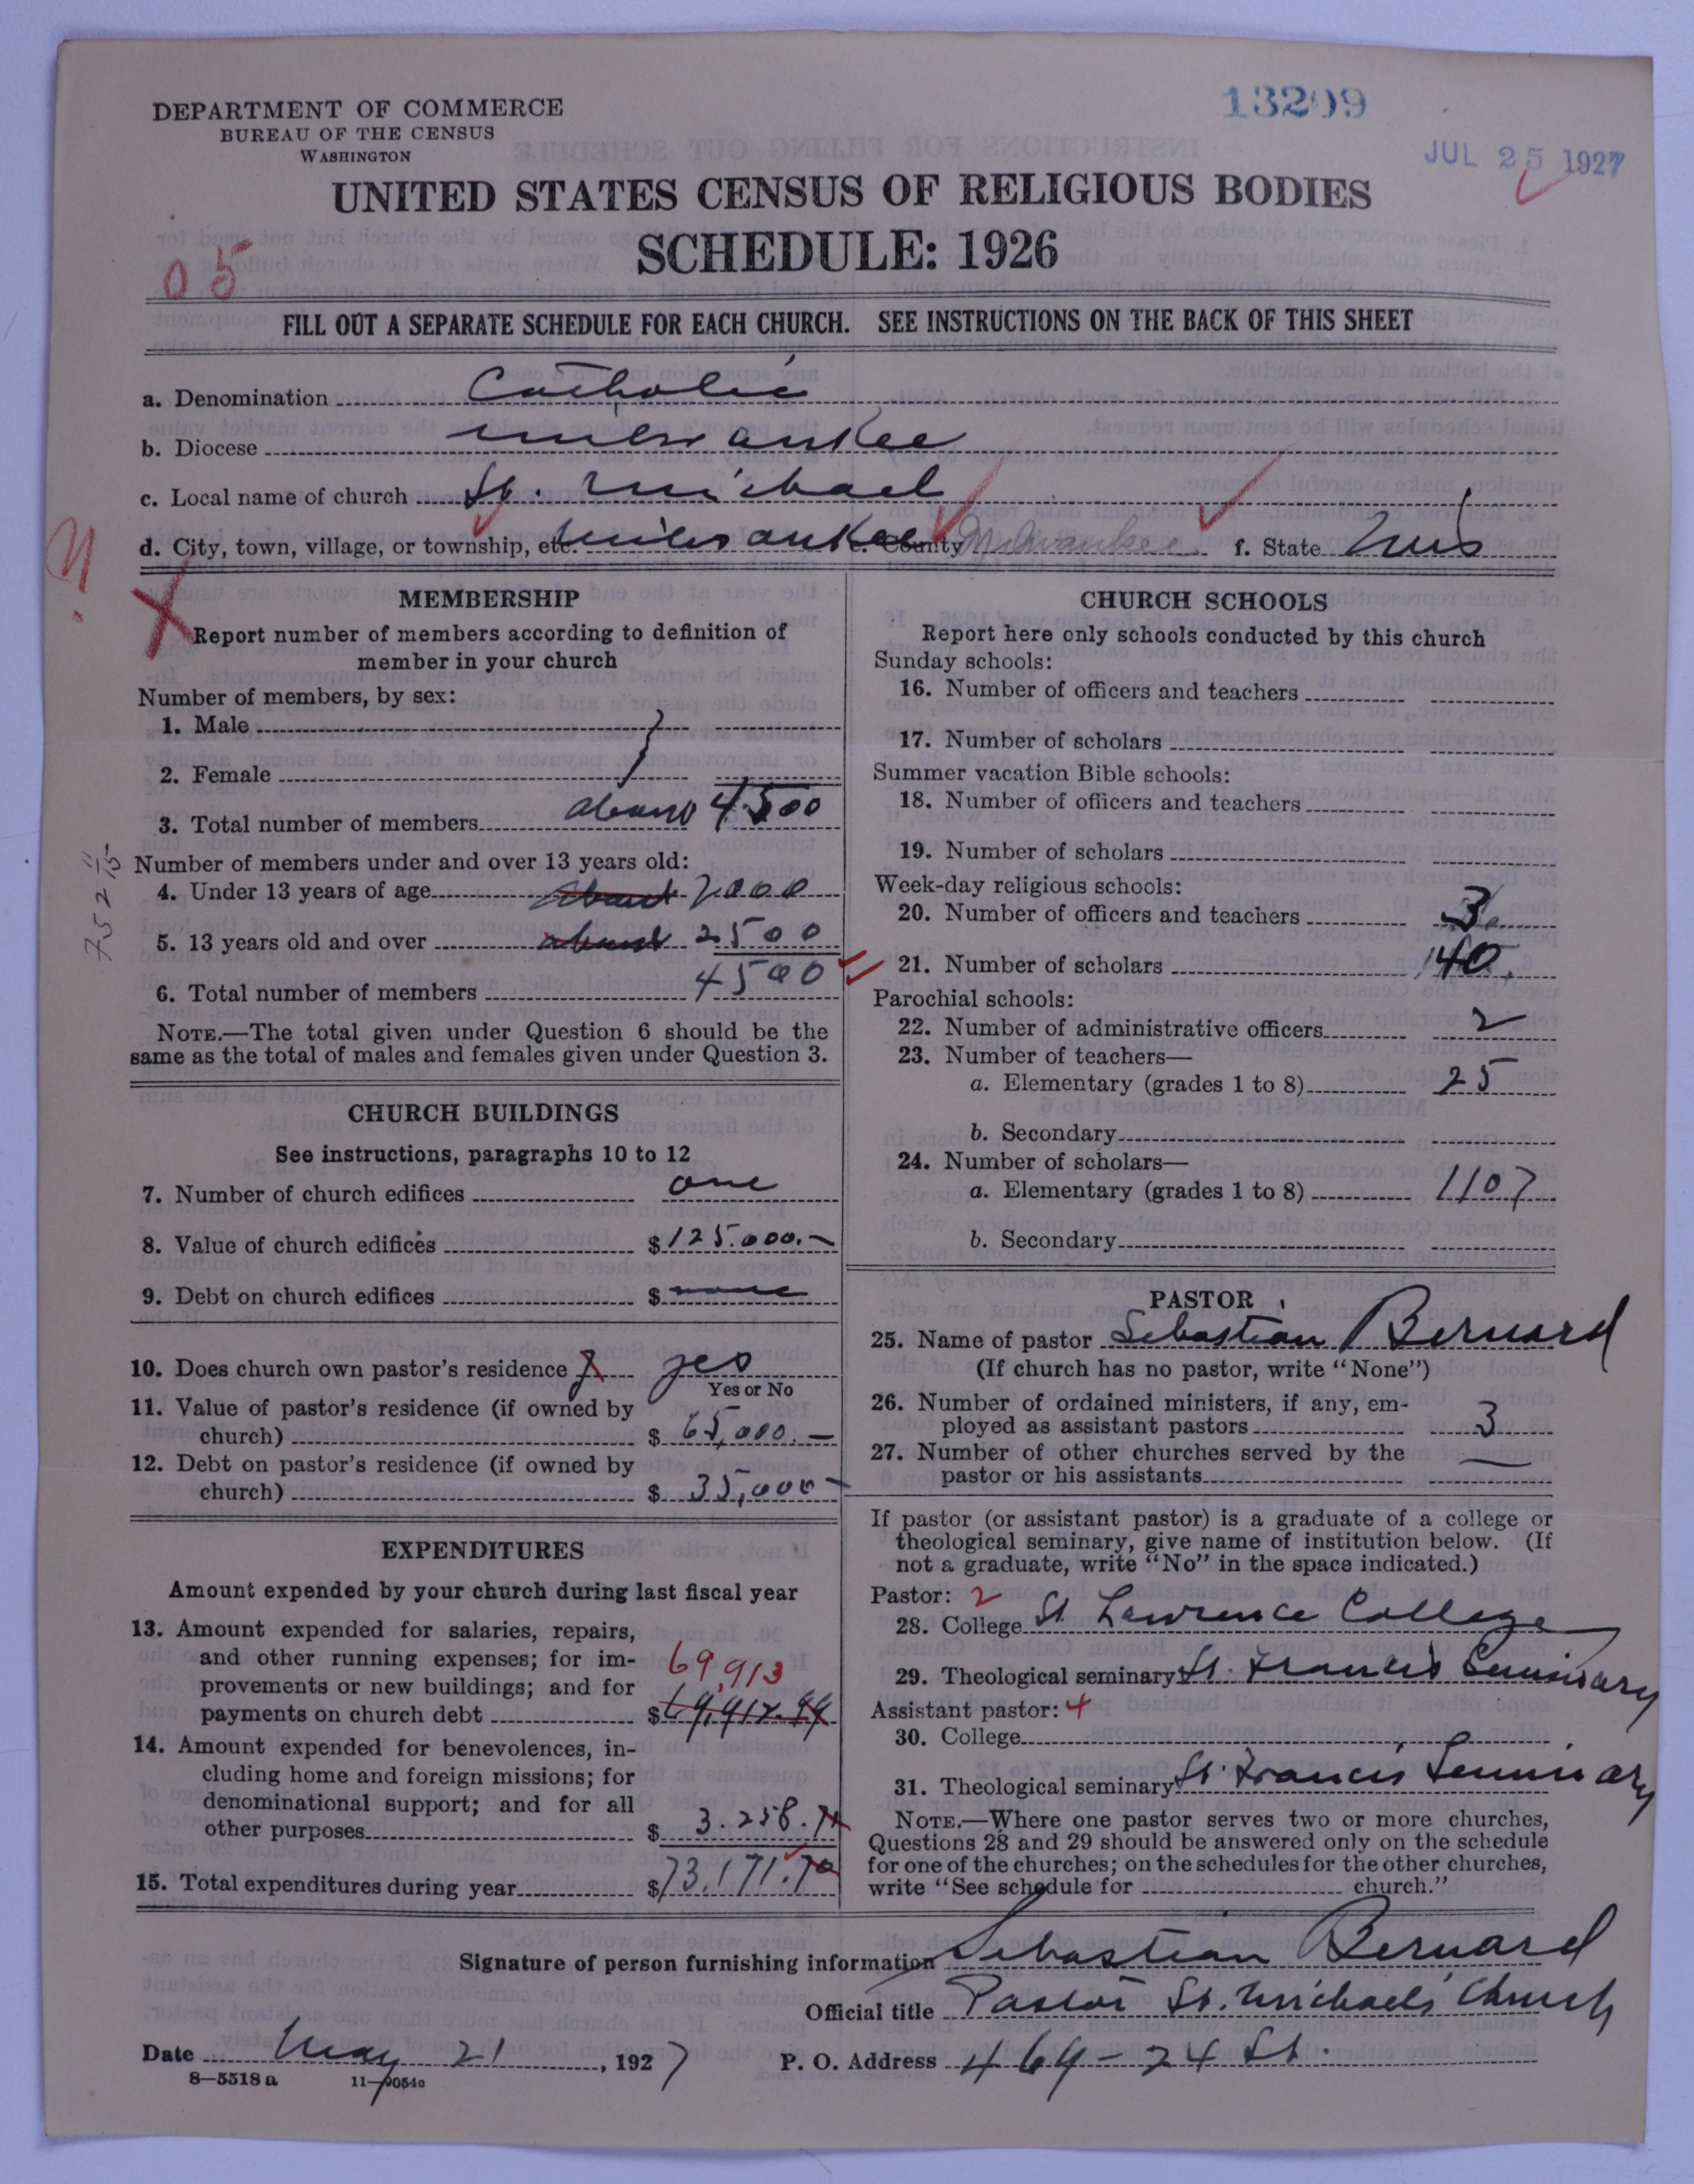 13209
JUL 25 1927
DEPARTMENT OF COMMERCE
BUREAU OF THE CENSUS
WASHINGTON
UNITED STATES CENSUS OF RELIGIOUS BODIES
SCHEDULE: 1926
05
FILL OUT A SEPARATE SCHEDULE FOR EACH CHURCH. SEE INSTRUCTIONS ON THE BACK OF THIS SHEET
a. Denomination Catholic
b. Diocese Milwaukee
c. Local name of church St. Michael
d. City, town, village, or township, etc. Milwaukee e. County Milwaukee f. State Wis
MEMBERSHIP
Report number of members according to definition of
member in your church
Number of members, by sex:
1. Male
2. Female
3. Total number of members about 4500
Number of members under and over 13 years old:
4. Under 13 years of age about 2000
5. 13 years old and over about 2500
6. Total number of members 4500
NOTE.—The total given under Question 6 should be the
same as the total of males and females given under Question 3.
CHURCH BUILDINGS
See instructions, paragraphs 10 to 12
7. Number of church edifices one
8. Value of church edifices $125.000.—
9. Debt on church edifices $ none
10. Does church own pastor's residence? yes
Yes or No
11. Value of pastor's residence (if owned by
church) $ 65,000.—
12. Debt on pastor's residence (if owned by
church) $ 35,000—
EXPENDITURES
Amount expended by your church during last fiscal year
13. Amount expended for salaries, repairs,
and other running expenses; for im-
provements or new buildings; and for
69,913
payments on church debt $ 69,912.99
14. Amount expended for benevolences, in-
cluding home and foreign missions; for
denominational support; and for all
other purposes $ 3.258.71
15. Total expenditures during year $ 73,171.70
CHURCH SCHOOLS
Report here only schools conducted by this church
Sunday schools:
16. Number of officers and teachers
17. Number of scholars
Summer vacation Bible schools:
18. Number of officers and teachers
19. Number of scholars
Week-day religious schools:
20. Number of officers and teachers 3.
21. Number of scholars 140.
Parochial schools:
22. Number of administrative officers 2
23. Number of teachers—
a. Elementary (grades 1 to 8) 25
b. Secondary
24. Number of scholars—
a. Elementary (grades 1 to 8) 1107
b. Secondary
PASTOR
25. Name of pastor Sebastian Bernard
(If church has no pastor, write "None")
26. Number of ordained ministers, if any, em-
ployed as assistant pastors 3
27. Number of other churches served by the
pastor or his assistants —
If pastor (or assistant pastor) is a graduate of a college or
theological seminary, give name of institution below. (If
not a graduate, write "No" in the space indicated.)
Pastor: 2
28. College St Lawrence College
29. Theological seminary St. Francis Seminary
Assistant pastor: 4
30. College
31. Theological seminary St. Francis Seminary
NOTE.—Where one pastor serves two or more churches,
Questions 28 and 29 should be answered only on the schedule
for one of the churches; on the schedules for the other churches,
write "See schedule for church."
Signature of person furnishing information Sebastian Bernard
Official title Pastor St. Michael's Church
Date May 21, 1927 P. O. Address 464-24 St.
8—5518 a 11—9054a